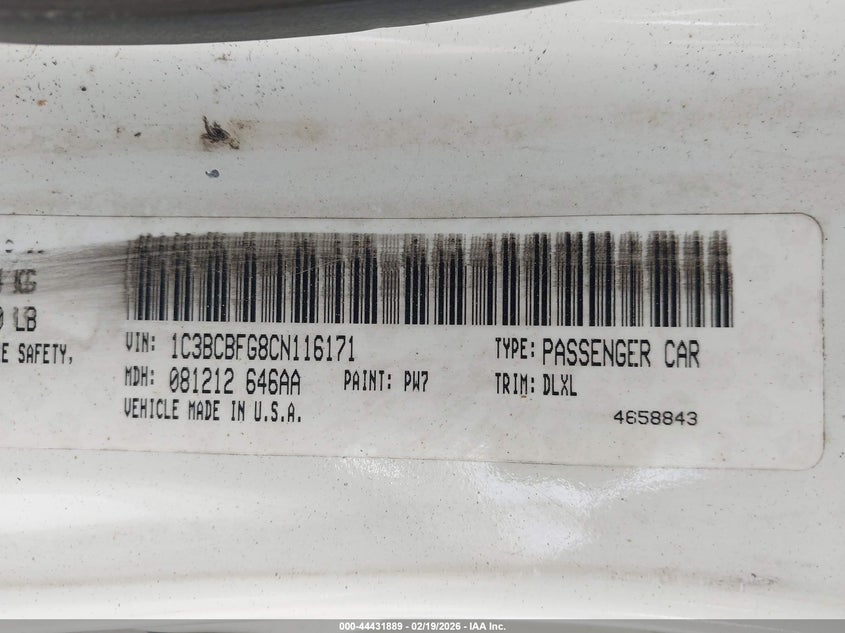 KG
LB
E SAFETY,
VIN: 1C3BCBFG8CN116171 TYPE: PASSENGER CAR
MDH: 081212 646AA PAINT: PW7 TRIM: DLXL
VEHICLE MADE IN U.S.A. 4658843
000-44431889 - 02/19/2026 - IAA Inc.